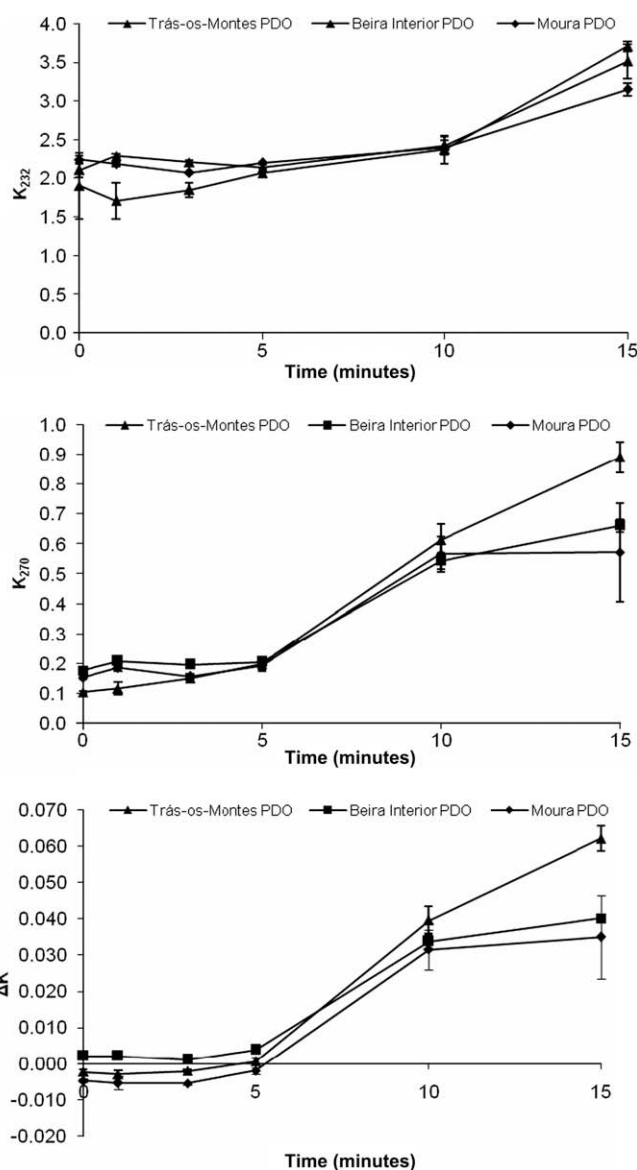 Trás-os-Montes PDO Beira Interior PDO Moura PDO
4.0
3.5
3.0
2.5
2.0
1.5
1.0
0.5
0.0
K232
0 5 10 15
Time (minutes)
Trás-os-Montes PDO Beira Interior PDO Moura PDO
1.0
0.9
0.8
0.7
0.6
0.5
0.4
0.3
0.2
0.1
0.0
K270
0 5 10 15
Time (minutes)
Trás-os-Montes PDO Beira Interior PDO Moura PDO
0.070
0.060
0.050
0.040
0.030
0.020
0.010
0.000
-0.010
-0.020
ΔK
0 5 10 15
Time (minutes)